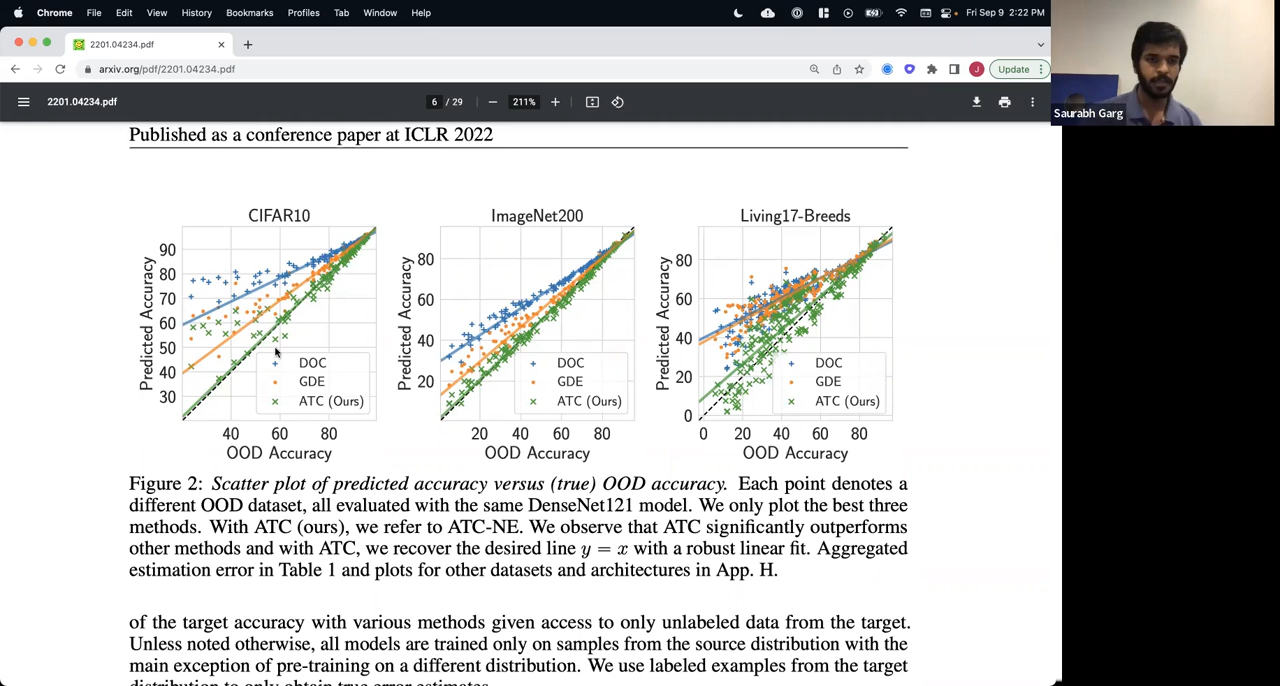 Chrome File Edit View History Bookmarks Profiles Tab Window Help Fri Sep 9 2:22 PM
2201.04234.pdf
arxiv.org/pdf/2201.04234.pdf J Update
2201.04234.pdf 6 / 29 211%
Saurabh Garg
Published as a conference paper at ICLR 2022
CIFAR10
Predicted Accuracy
90
80
70
60
50
40
30
DOC
GDE
ATC (Ours)
40 60 80
OOD Accuracy
ImageNet200
Predicted Accuracy
80
60
40
20
DOC
GDE
ATC (Ours)
20 40 60 80
OOD Accuracy
Living17-Breeds
Predicted Accuracy
80
60
40
20
0
DOC
GDE
ATC (Ours)
0 20 40 60 80
OOD Accuracy
Figure 2: Scatter plot of predicted accuracy versus (true) OOD accuracy. Each point denotes a
different OOD dataset, all evaluated with the same DenseNet121 model. We only plot the best three
methods. With ATC (ours), we refer to ATC-NE. We observe that ATC significantly outperforms
other methods and with ATC, we recover the desired line y = x with a robust linear fit. Aggregated
estimation error in Table 1 and plots for other datasets and architectures in App. H.
of the target accuracy with various methods given access to only unlabeled data from the target.
Unless noted otherwise, all models are trained only on samples from the source distribution with the
main exception of pre-training on a different distribution. We use labeled examples from the target
distribution to only obtain true error estimates.